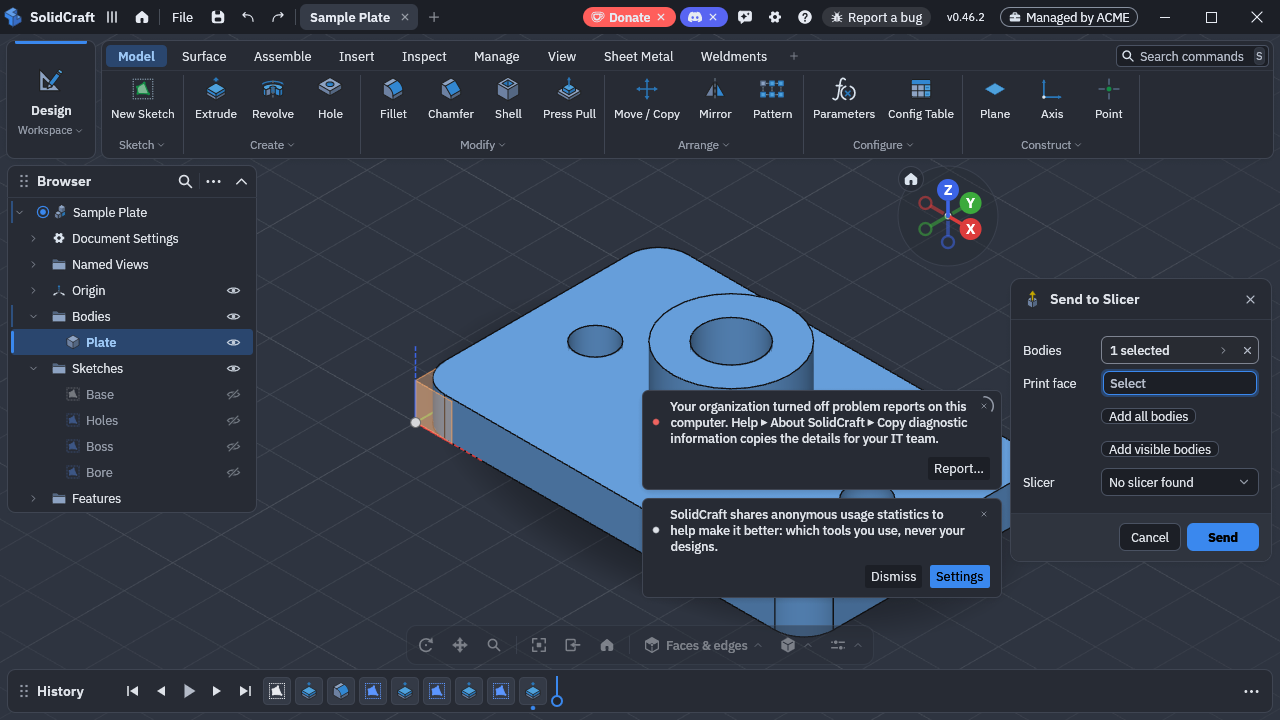 SolidCraft
File
Sample Plate
Donate
Report a bug
v0.46.2
Managed by ACME
Design
Workspace
Model
Surface
Assemble
Insert
Inspect
Manage
View
Sheet Metal
Weldments
Search commands
S
New Sketch
Extrude
Revolve
Hole
Fillet
Chamfer
Shell
Press Pull
Move / Copy
Mirror
Pattern
Parameters
Config Table
Plane
Axis
Point
Sketch
Create
Modify
Arrange
Configure
Construct
Browser
Sample Plate
Document Settings
Named Views
Origin
Bodies
Plate
Sketches
Base
Holes
Boss
Bore
Features
Z
Y
X
Send to Slicer
Bodies
1 selected
Print face
Select
Add all bodies
Add visible bodies
Slicer
No slicer found
Cancel
Send
Your organization turned off problem reports on this
computer. Help ▸ About SolidCraft ▸ Copy diagnostic
information copies the details for your IT team.
Report...
SolidCraft shares anonymous usage statistics to
help make it better: which tools you use, never your
designs.
Dismiss
Settings
Faces & edges
History